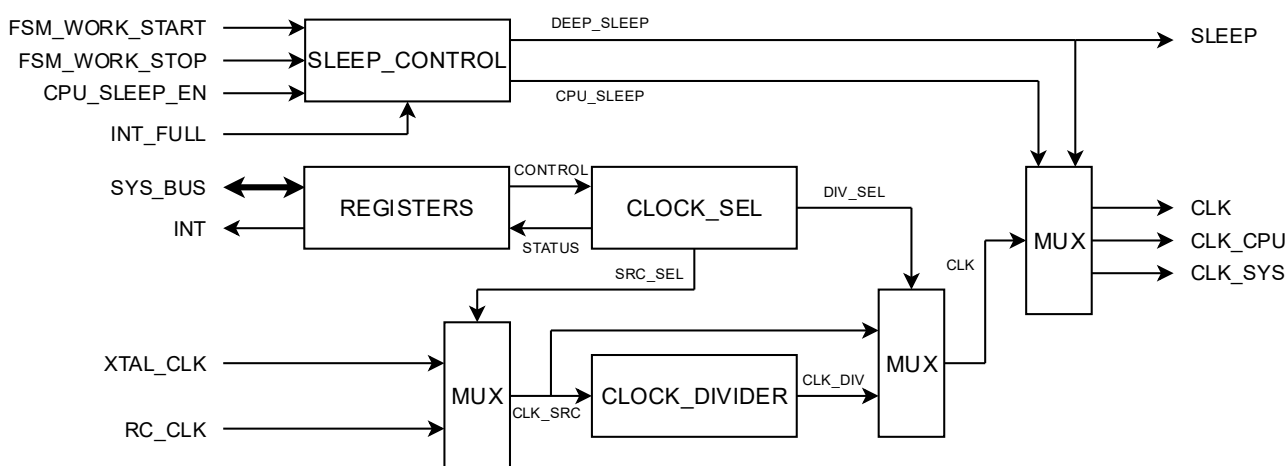 FSM_WORK_START
FSM_WORK_STOP
CPU_SLEEP_EN
INT_FULL
SLEEP_CONTROL
DEEP_SLEEP
CPU_SLEEP
SLEEP
SYS_BUS
INT
REGISTERS
CONTROL
STATUS
CLOCK_SEL
DIV_SEL
SRC_SEL
CLK
MUX
CLK
CLK_CPU
CLK_SYS
XTAL_CLK
RC_CLK
MUX
CLK_SRC
CLOCK_DIVIDER
CLK_DIV
MUX